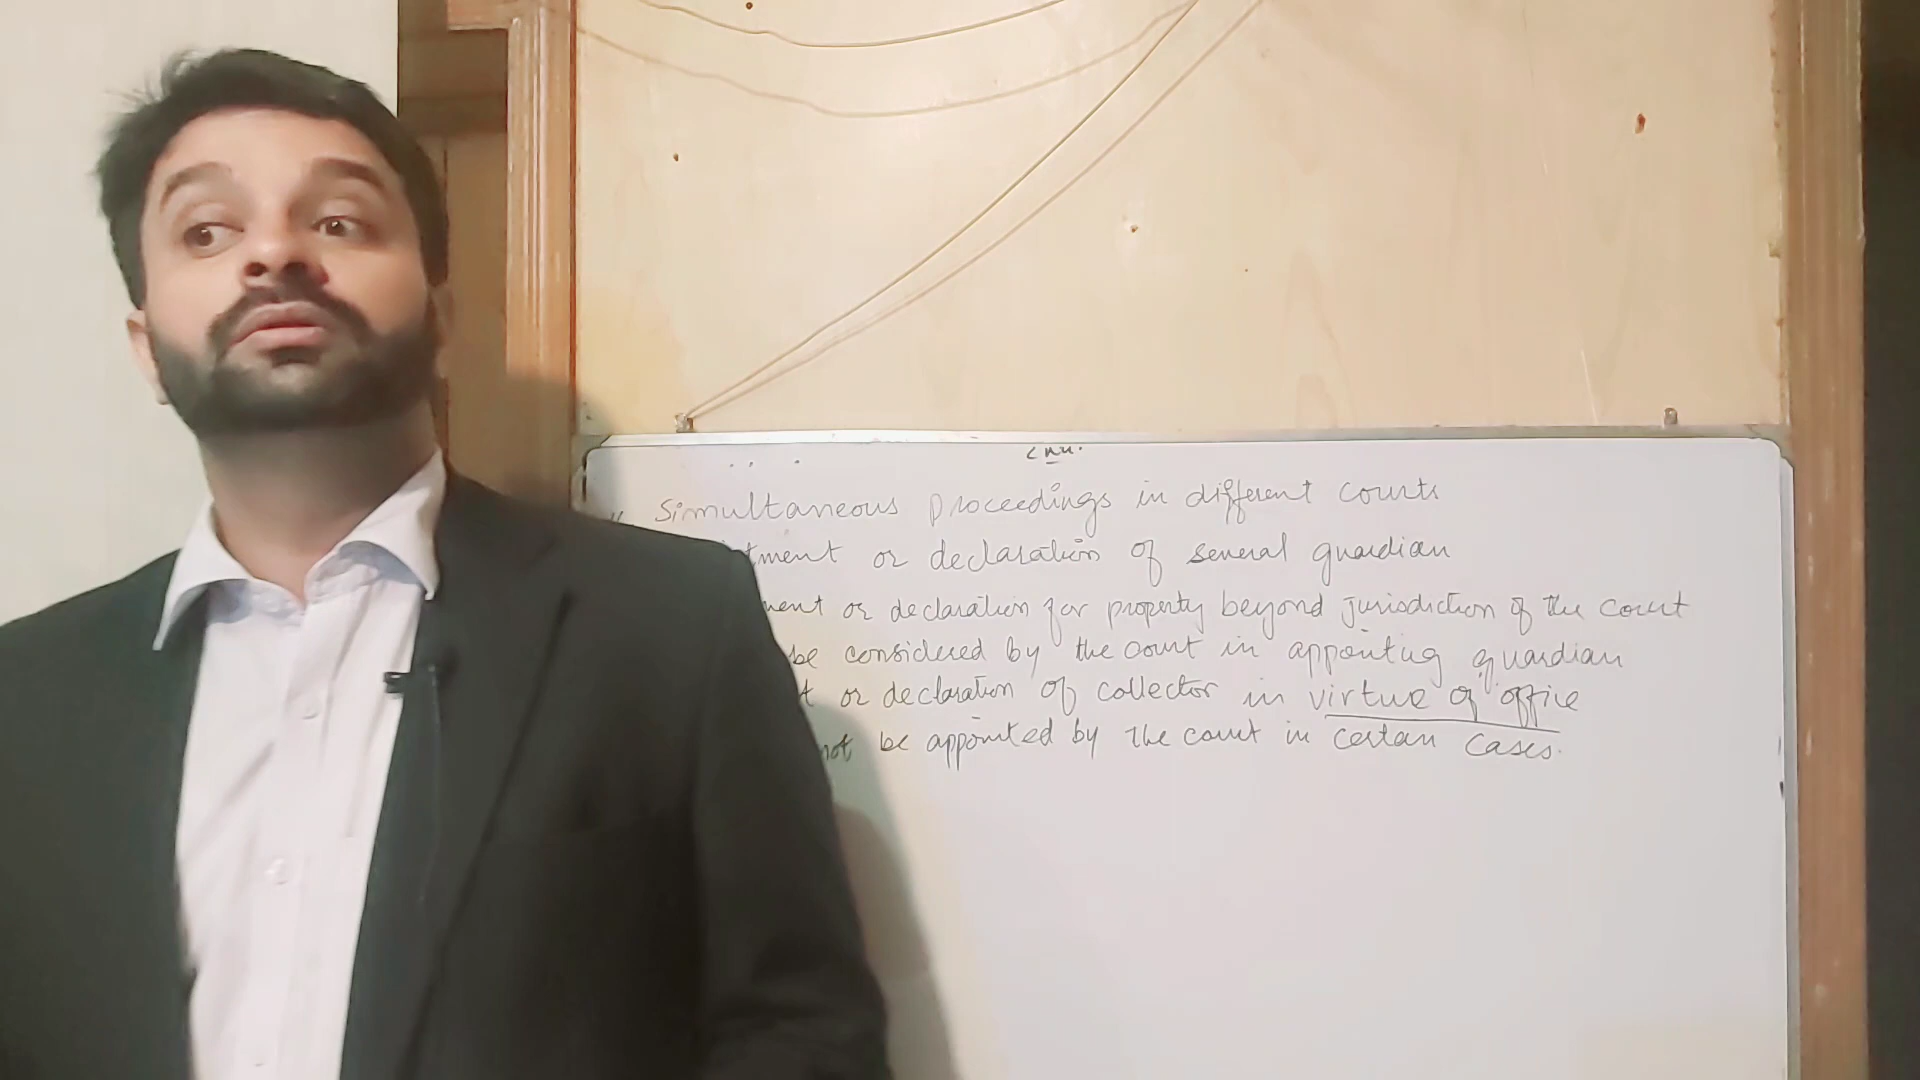 Simultaneous proceedings in different courts
tment or declaration of several guardian
ment or declaration for property beyond jurisdiction of the court
be considered by the court in appointing guardian
t or declaration of collector in virtue of office
not be appointed by the court in certain cases.